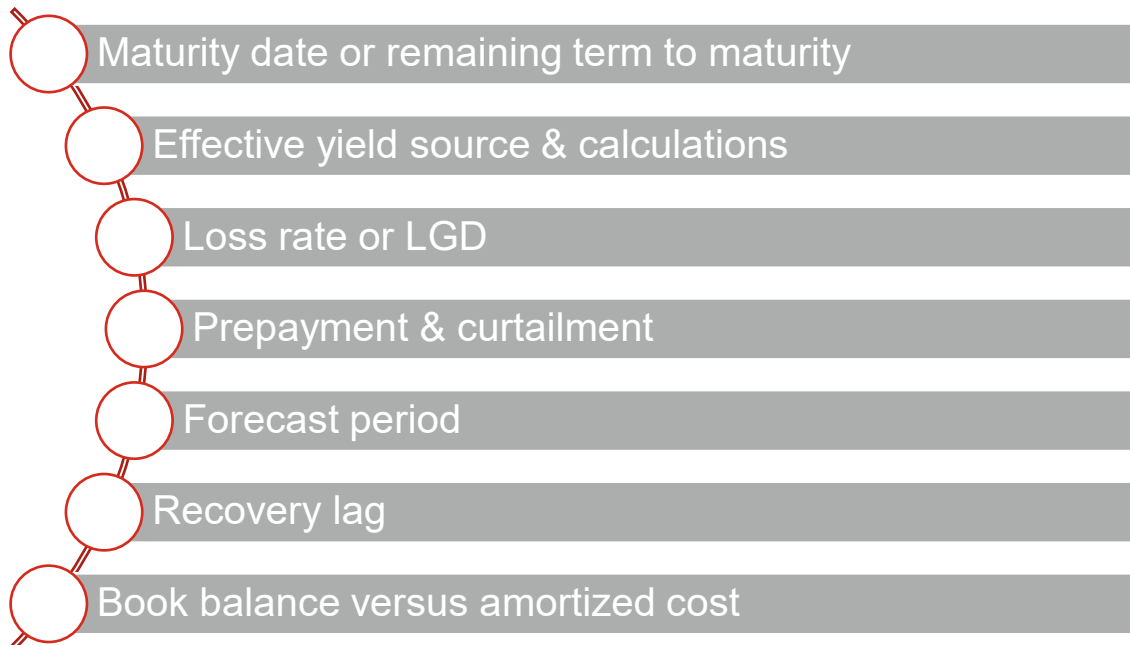 Maturity date or remaining term to maturity
Effective yield source & calculations
Loss rate or LGD
Prepayment & curtailment
Forecast period
Recovery lag
Book balance versus amortized cost